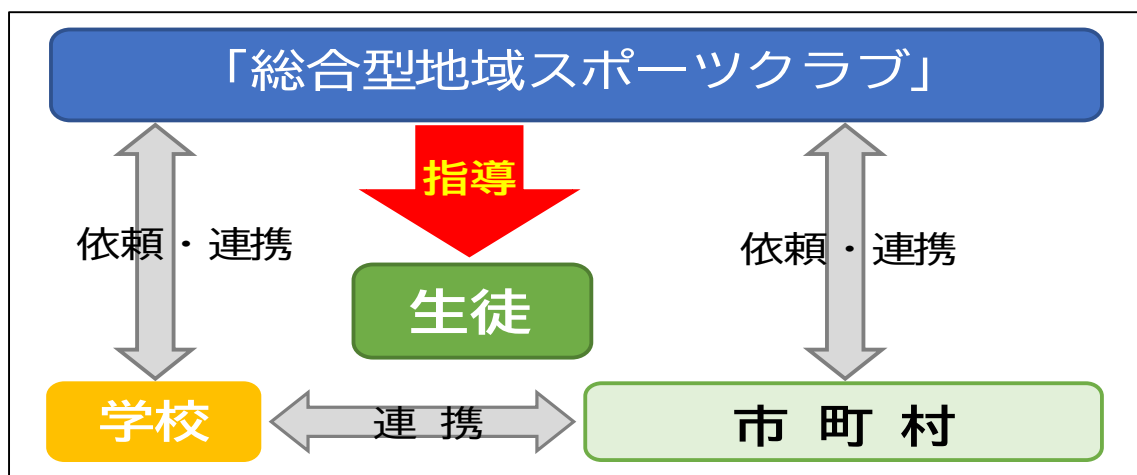 「総合型地域スポーツクラブ」
指導
依頼・連携
依頼・連携
生徒
学校
連 携
市 町 村